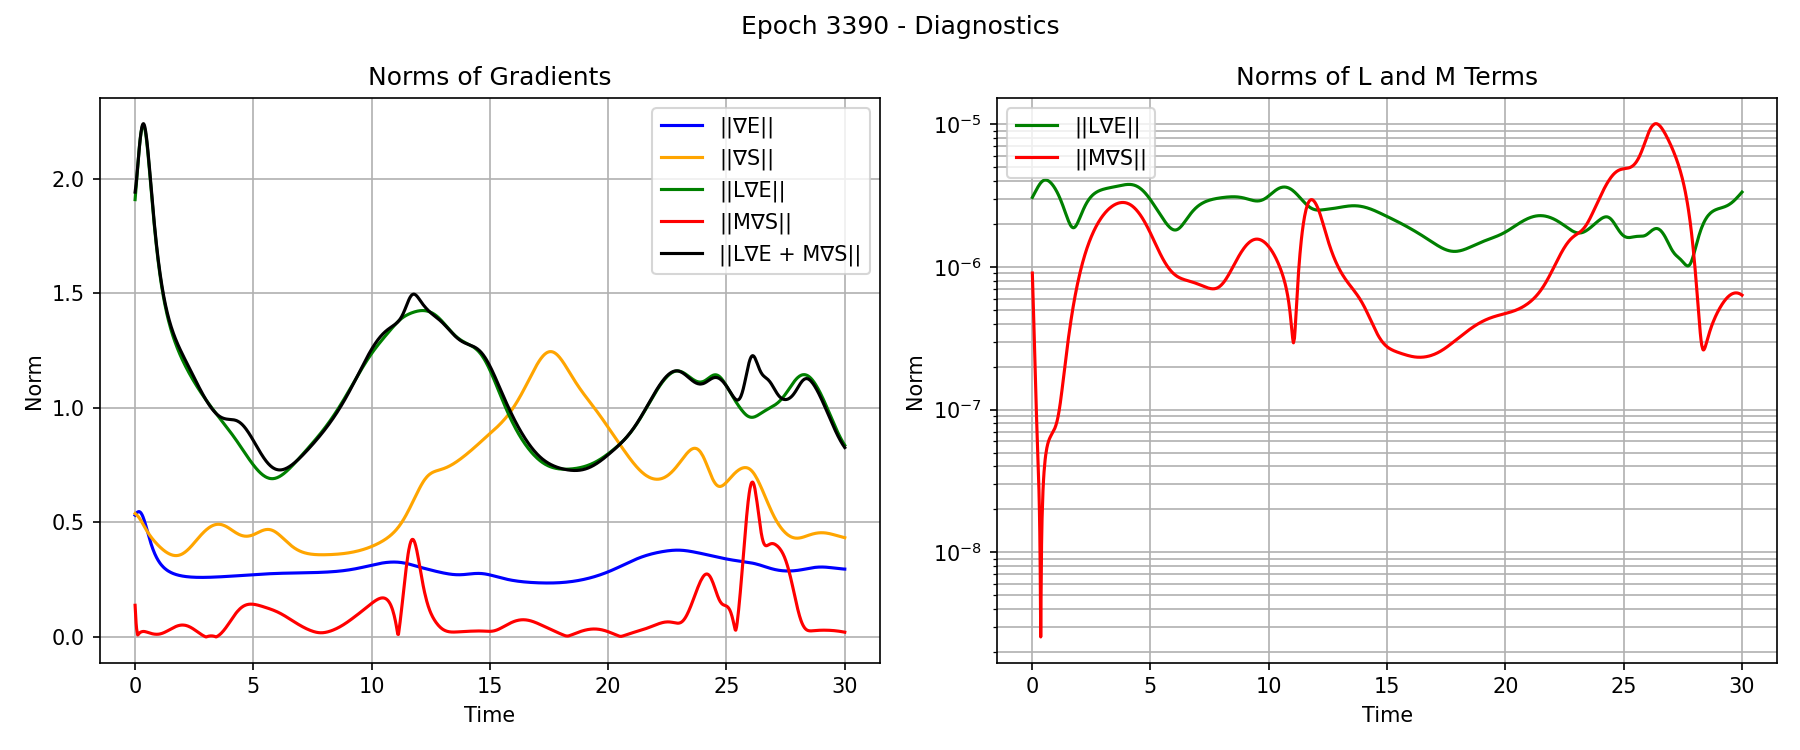 Epoch 3390 - Diagnostics
Norms of Gradients
Norm
2.0
1.5
1.0
0.5
0.0
||∇E||
||∇S||
||L∇E||
||M∇S||
||L∇E + M∇S||
0 5 10 15 20 25 30
Time
Norms of L and M Terms
Norm
10⁻⁵
10⁻⁶
10⁻⁷
10⁻⁸
||L∇E||
||M∇S||
0 5 10 15 20 25 30
Time